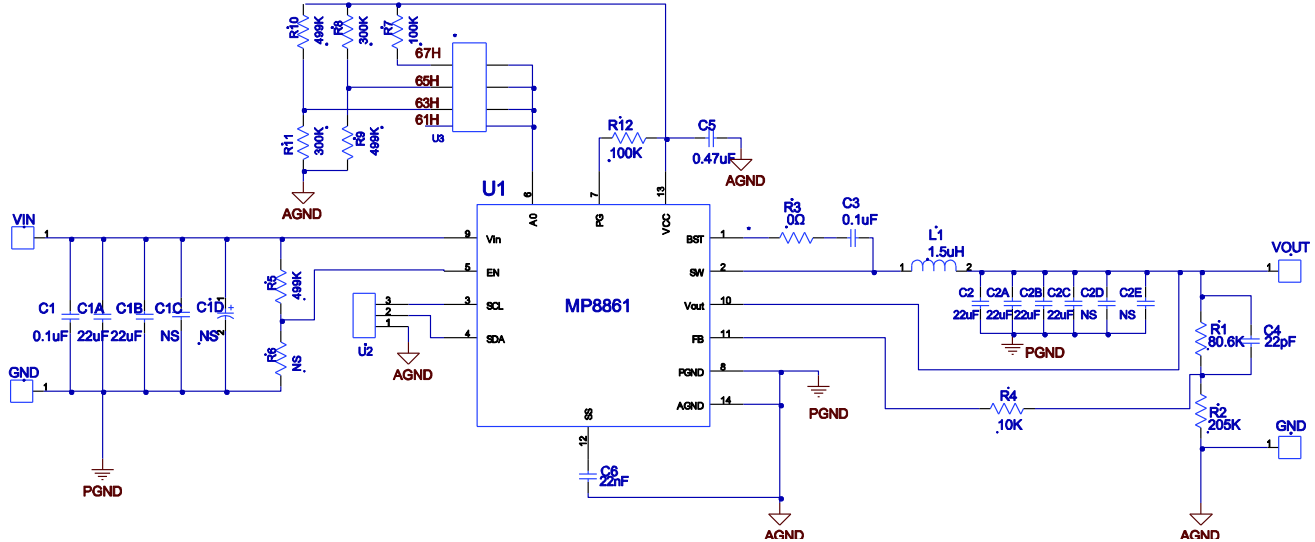 R10
499K
R8
300K
R7
100K
67H
65H
63H
61H
U3
R11
300K
R9
499K
AGND
R12
100K
C5
0.47uF
AGND
U1
6
7
13
A0
PG
VCC
VIN
1
9
Vin
5
EN
3
SCL
4
SDA
MP8861
BST
1
SW
2
Vout
10
FB
11
PGND
8
AGND
14
SS
12
C1
0.1uF
C1A
22uF
C1B
22uF
C1C
NS
C1D
NS
1
+
2
R5
499K
R6
NS
3
2
1
U2
AGND
GND
1
PGND
R3
0Ω
C3
0.1uF
L1
1.5uH
1
2
C2
22uF
C2A
22uF
C2B
22uF
C2C
22uF
C2D
NS
C2E
NS
PGND
VOUT
1
R1
80.6K
C4
22pF
R4
10K
R2
205K
GND
1
PGND
C6
22nF
AGND
AGND